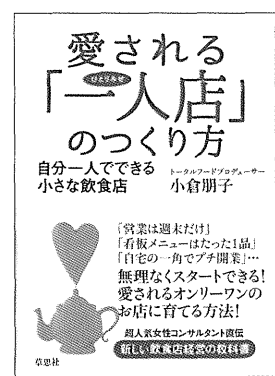 愛される
ひとりみせ
「一人店」
のつくり方
自分一人でできる
小さな飲食店
トータルフードプロデューサー
小倉朋子
「営業は週末だけ」
「看板メニューはたった1品」
「自宅の一角でプチ開業」…
無理なくスタートできる!
愛されるオンリーワンの
お店に育てる方法!
超人気女性コンサルタント直伝
新しい飲食店経営の教科書
草思社